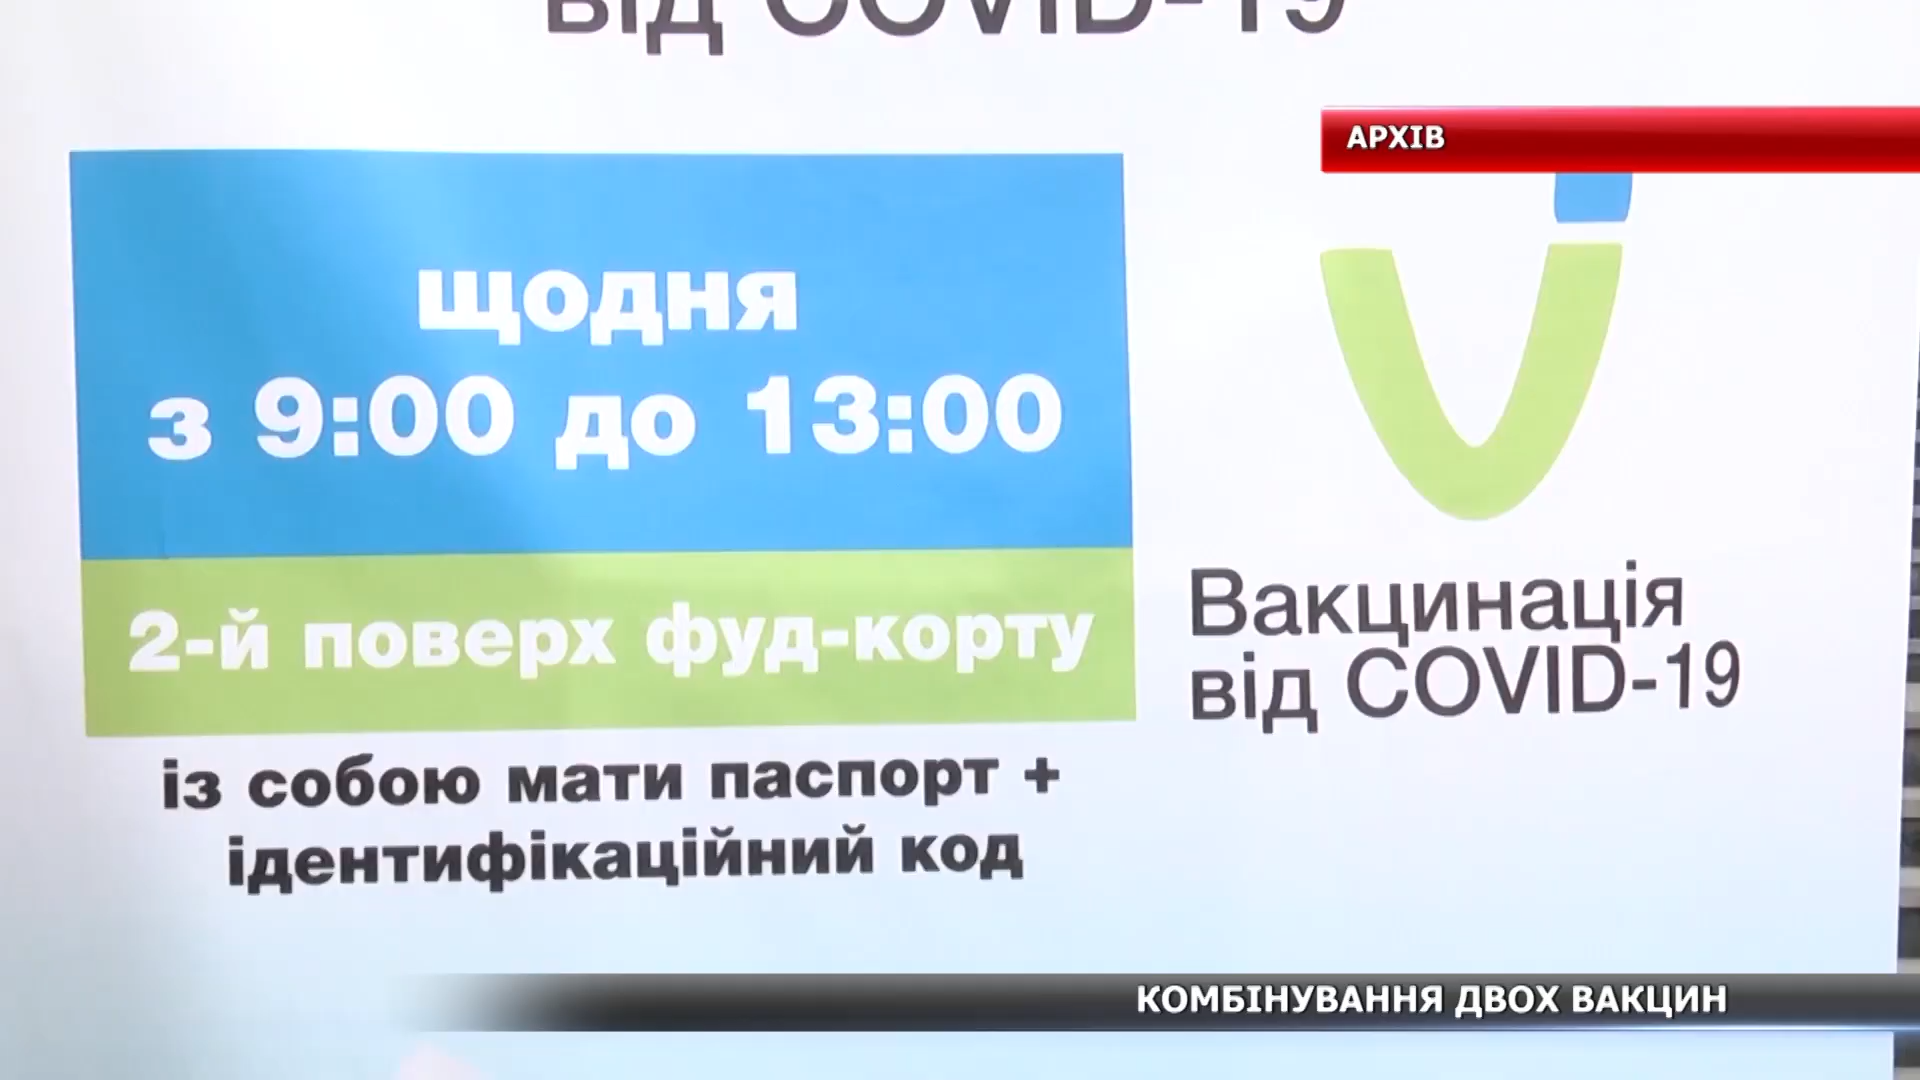 від COVID-19
АРХІВ
щодня
з 9:00 до 13:00
2-й поверх фуд-корту
із собою мати паспорт +
ідентифікаційний код
Вакцинація
від COVID-19
КОМБІНУВАННЯ ДВОХ ВАКЦИН